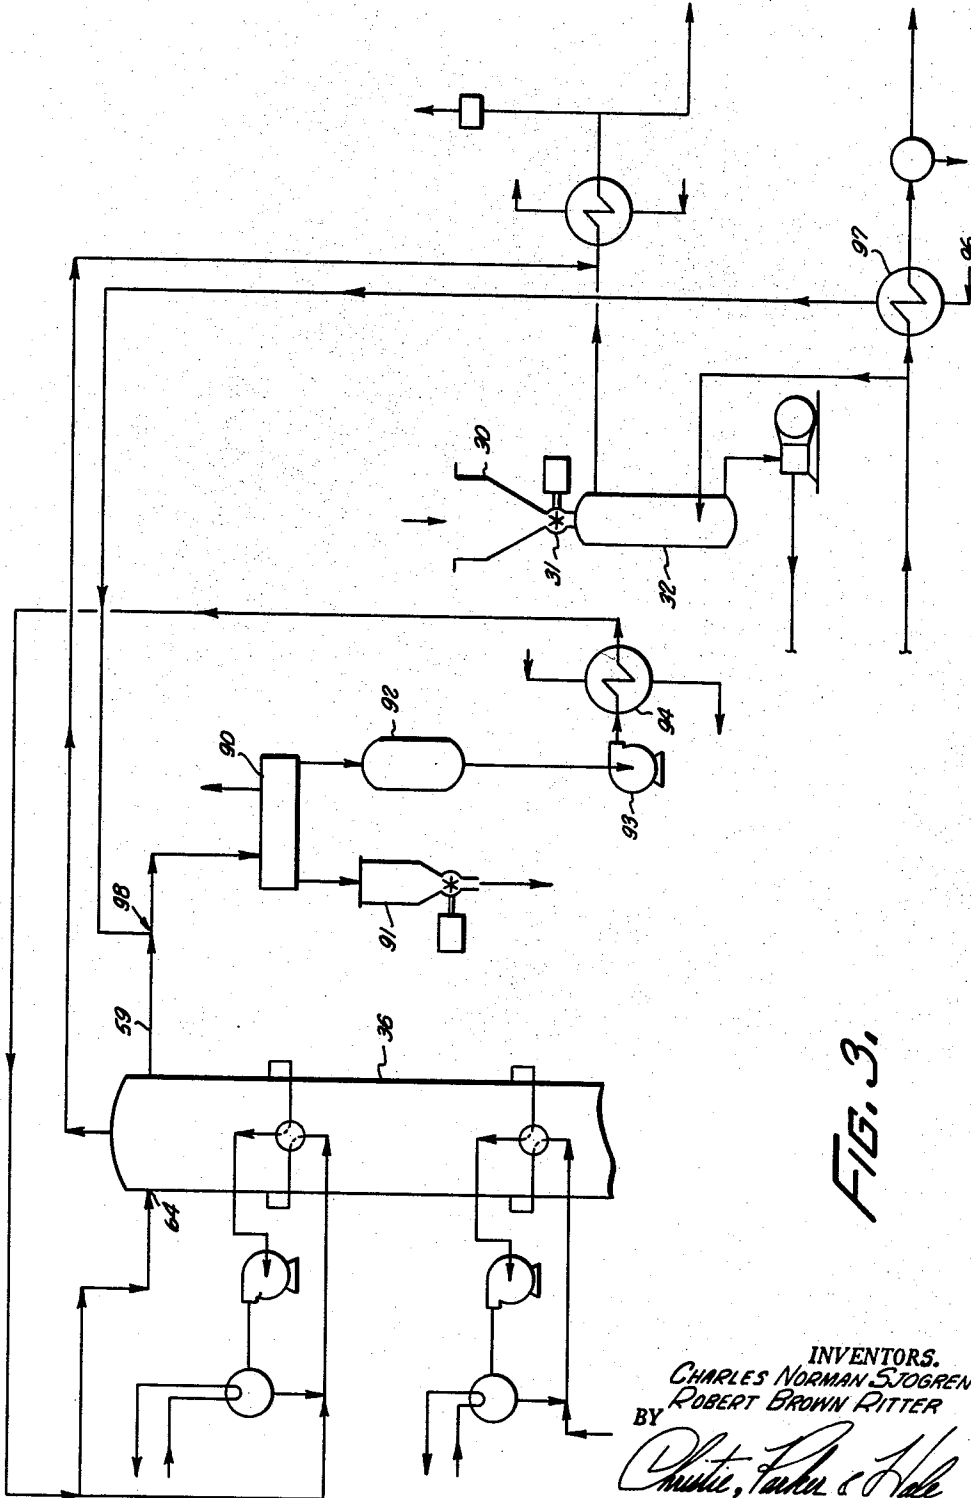 30
31
32
97
96
92
90
94
93
98
91
59
36
64
FIG. 3.
INVENTORS.
CHARLES NORMAN SJOGREN
ROBERT BROWN RITTER
BY
Christie, Parker & Hale